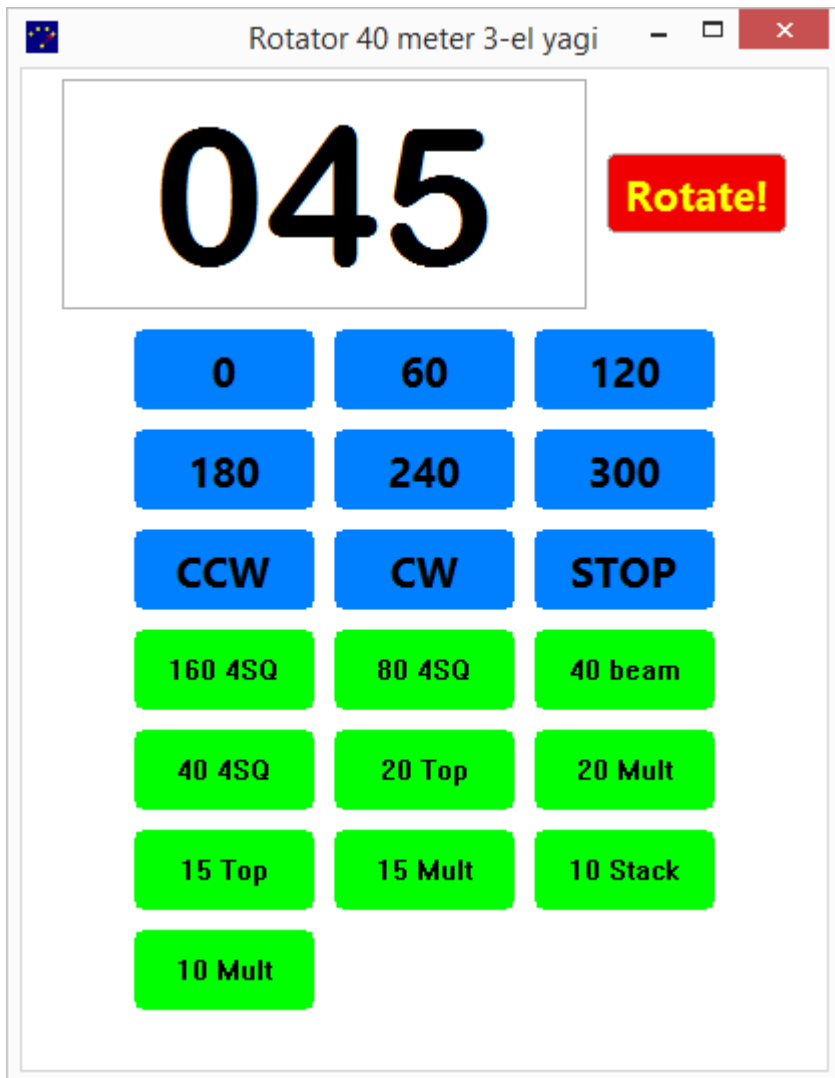 Rotator 40 meter 3-el yagi
045
Rotate!
0 60 120
180 240 300
CCW CW STOP
160 4SQ 80 4SQ 40 beam
40 4SQ 20 Top 20 Mult
15 Top 15 Mult 10 Stack
10 Mult